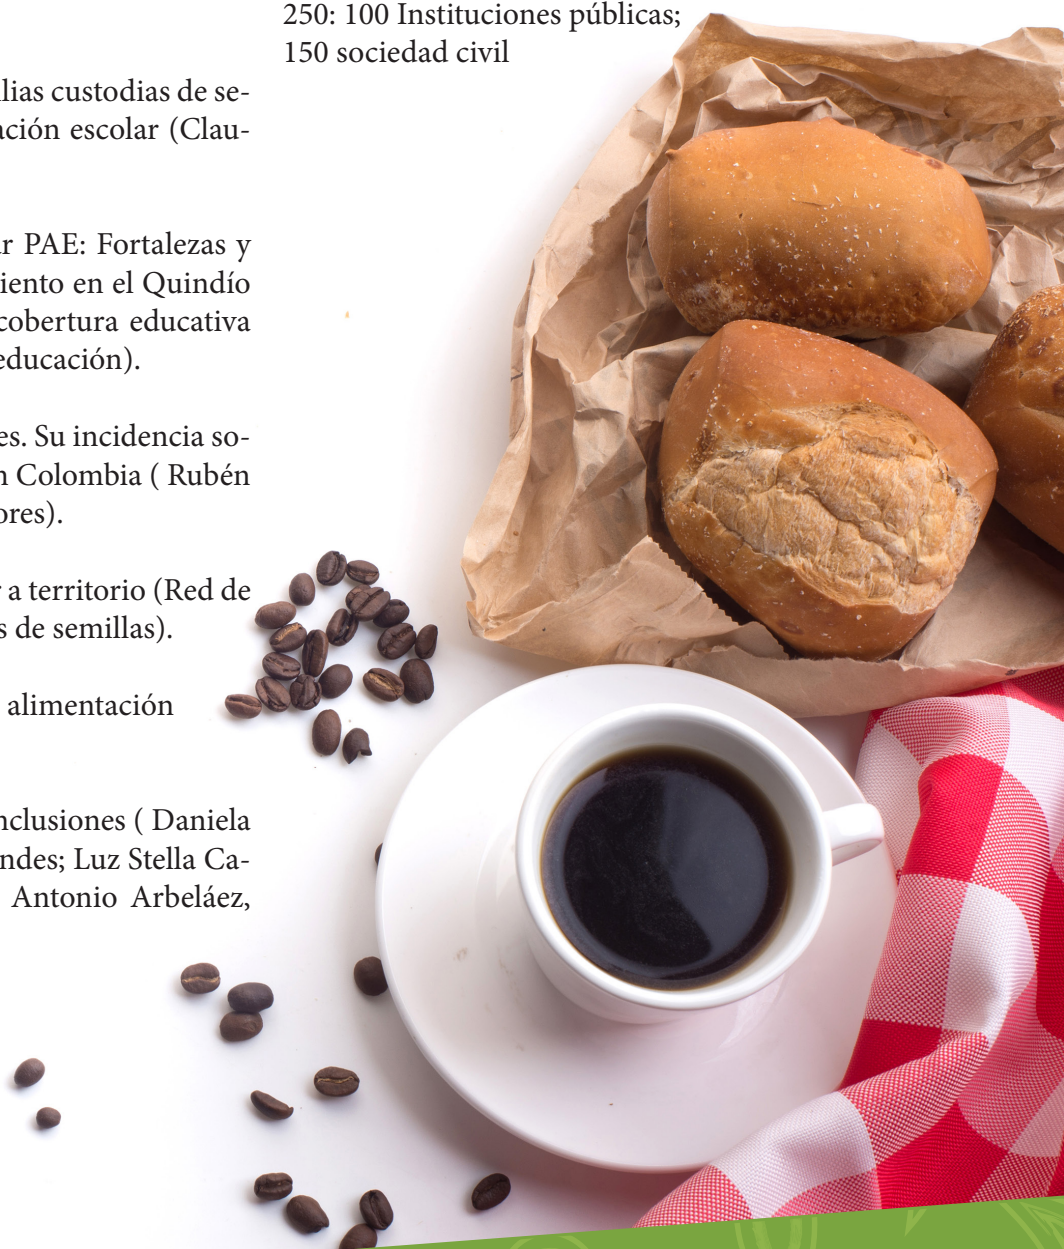 250: 100 Instituciones públicas;
150 sociedad civil
lias custodias de se-
ación escolar (Clau-
r PAE: Fortalezas y
iento en el Quindío
cobertura educativa
educación).
es. Su incidencia so-
n Colombia ( Rubén
ores).
r a territorio (Red de
s de semillas).
alimentación
nclusiones ( Daniela
ndes; Luz Stella Ca-
Antonio Arbeláez,